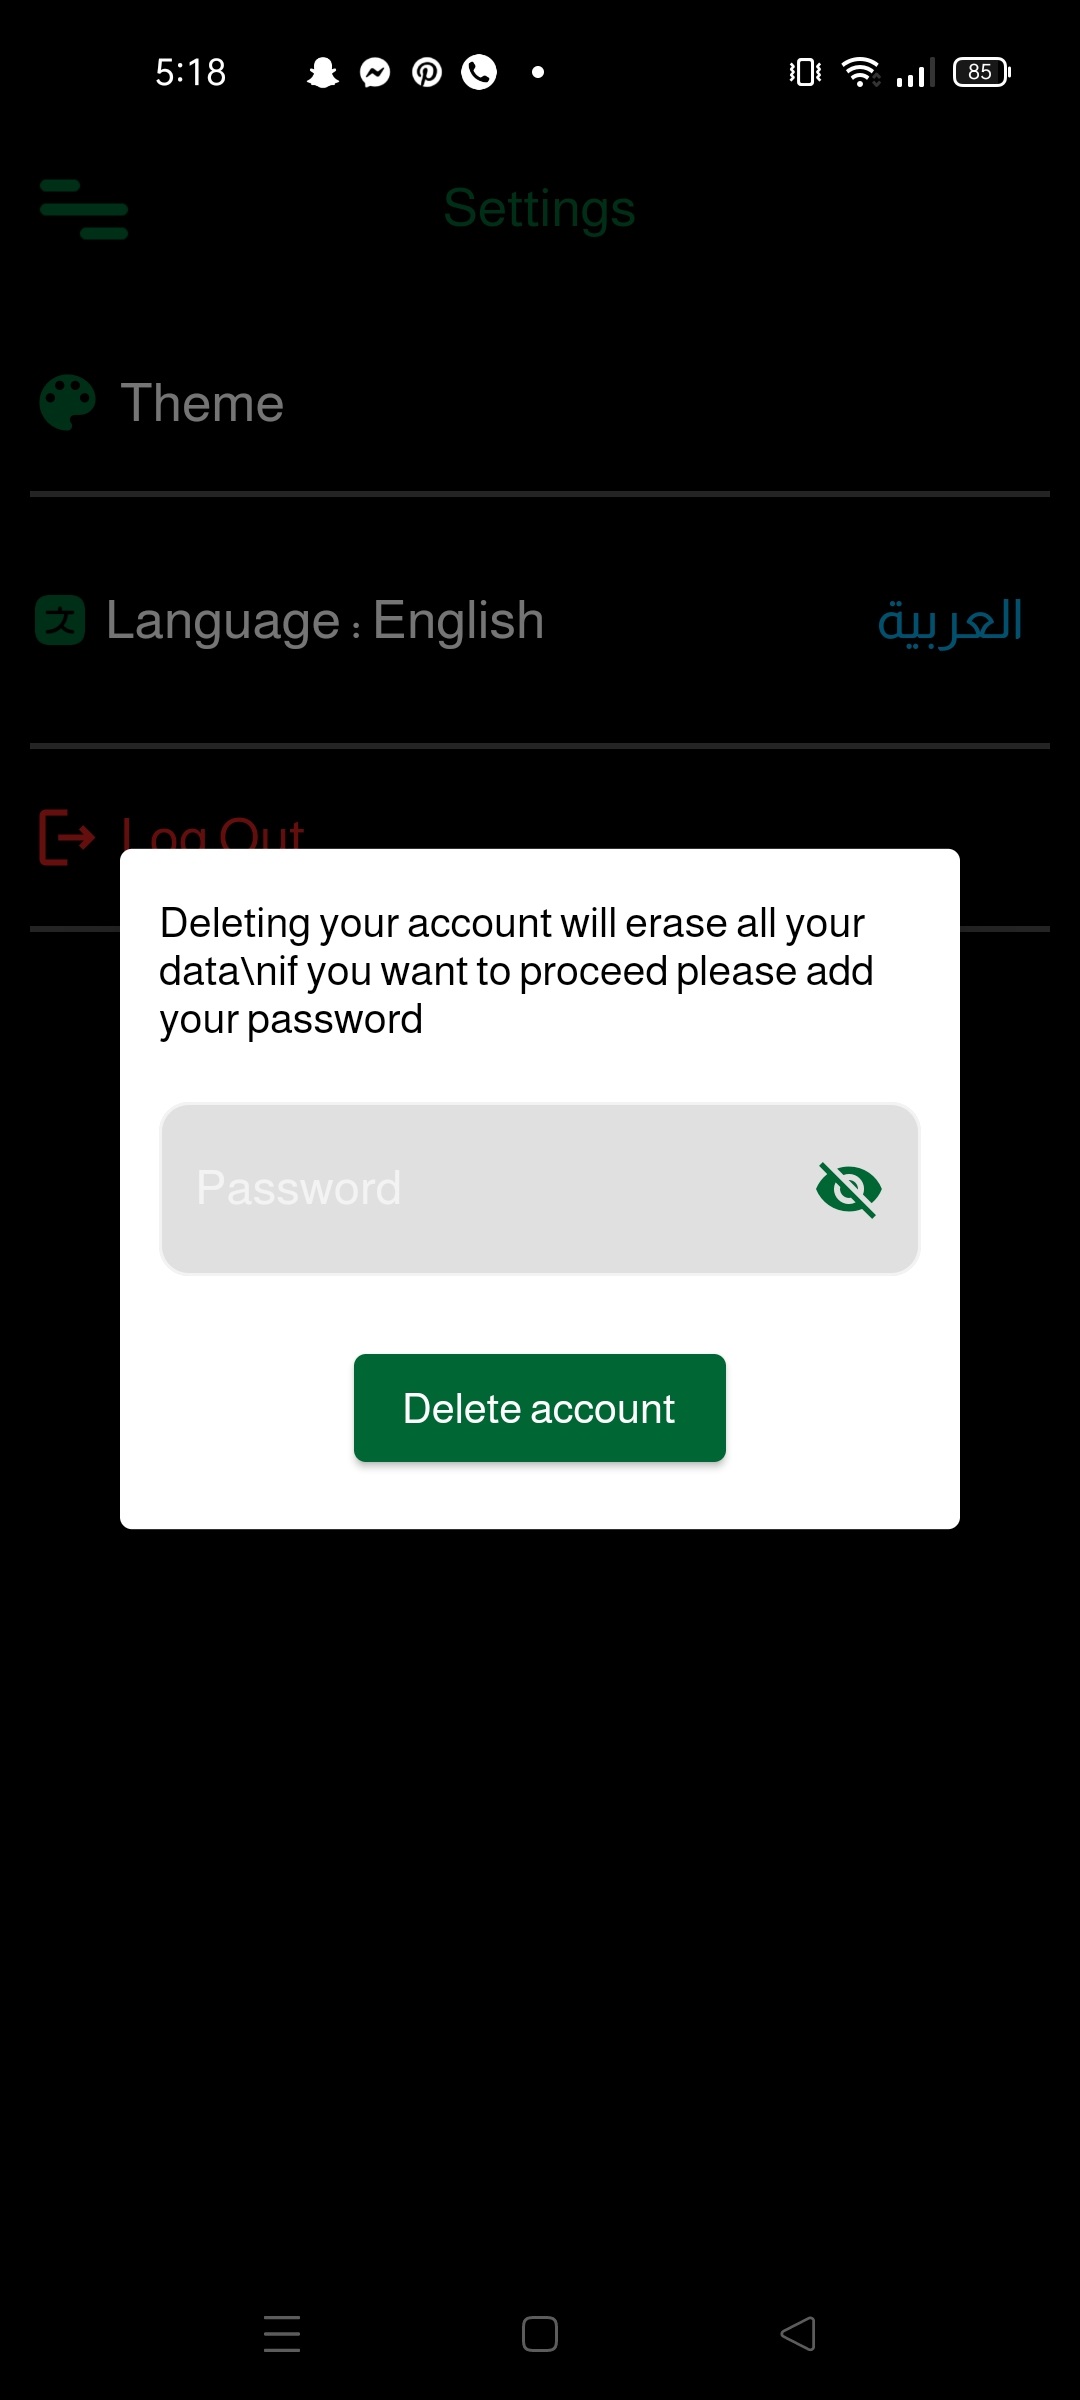 5:18
85
Settings
Theme
Language : English
العربية
Log Out
Deleting your account will erase all your
data\nif you want to proceed please add
your password
Password
Delete account